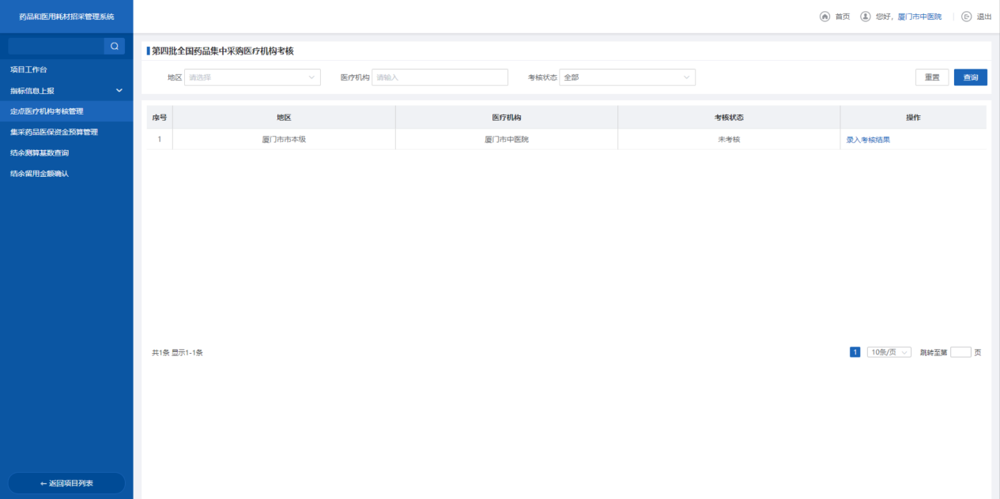 药品和医用耗材招采管理系统
首页 您好，厦门市中医院 退出
项目工作台
指标信息上报
定点医疗机构考核管理
集采药品医保资金预算管理
结余测算基数查询
结余留用金额确认
← 返回项目列表
第四批全国药品集中采购医疗机构考核
地区 请选择 医疗机构 请输入 考核状态 全部 重置 查询
序号 地区 医疗机构 考核状态 操作
1 厦门市市本级 厦门市中医院 未考核 录入考核结果
共1条 显示1-1条 1 10条/页 跳转至第 页